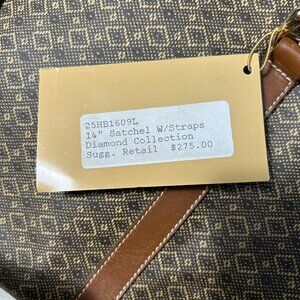 25HB1609L
14" Satchel W/Straps
Diamond Collection
Sugg. Retail $275.00